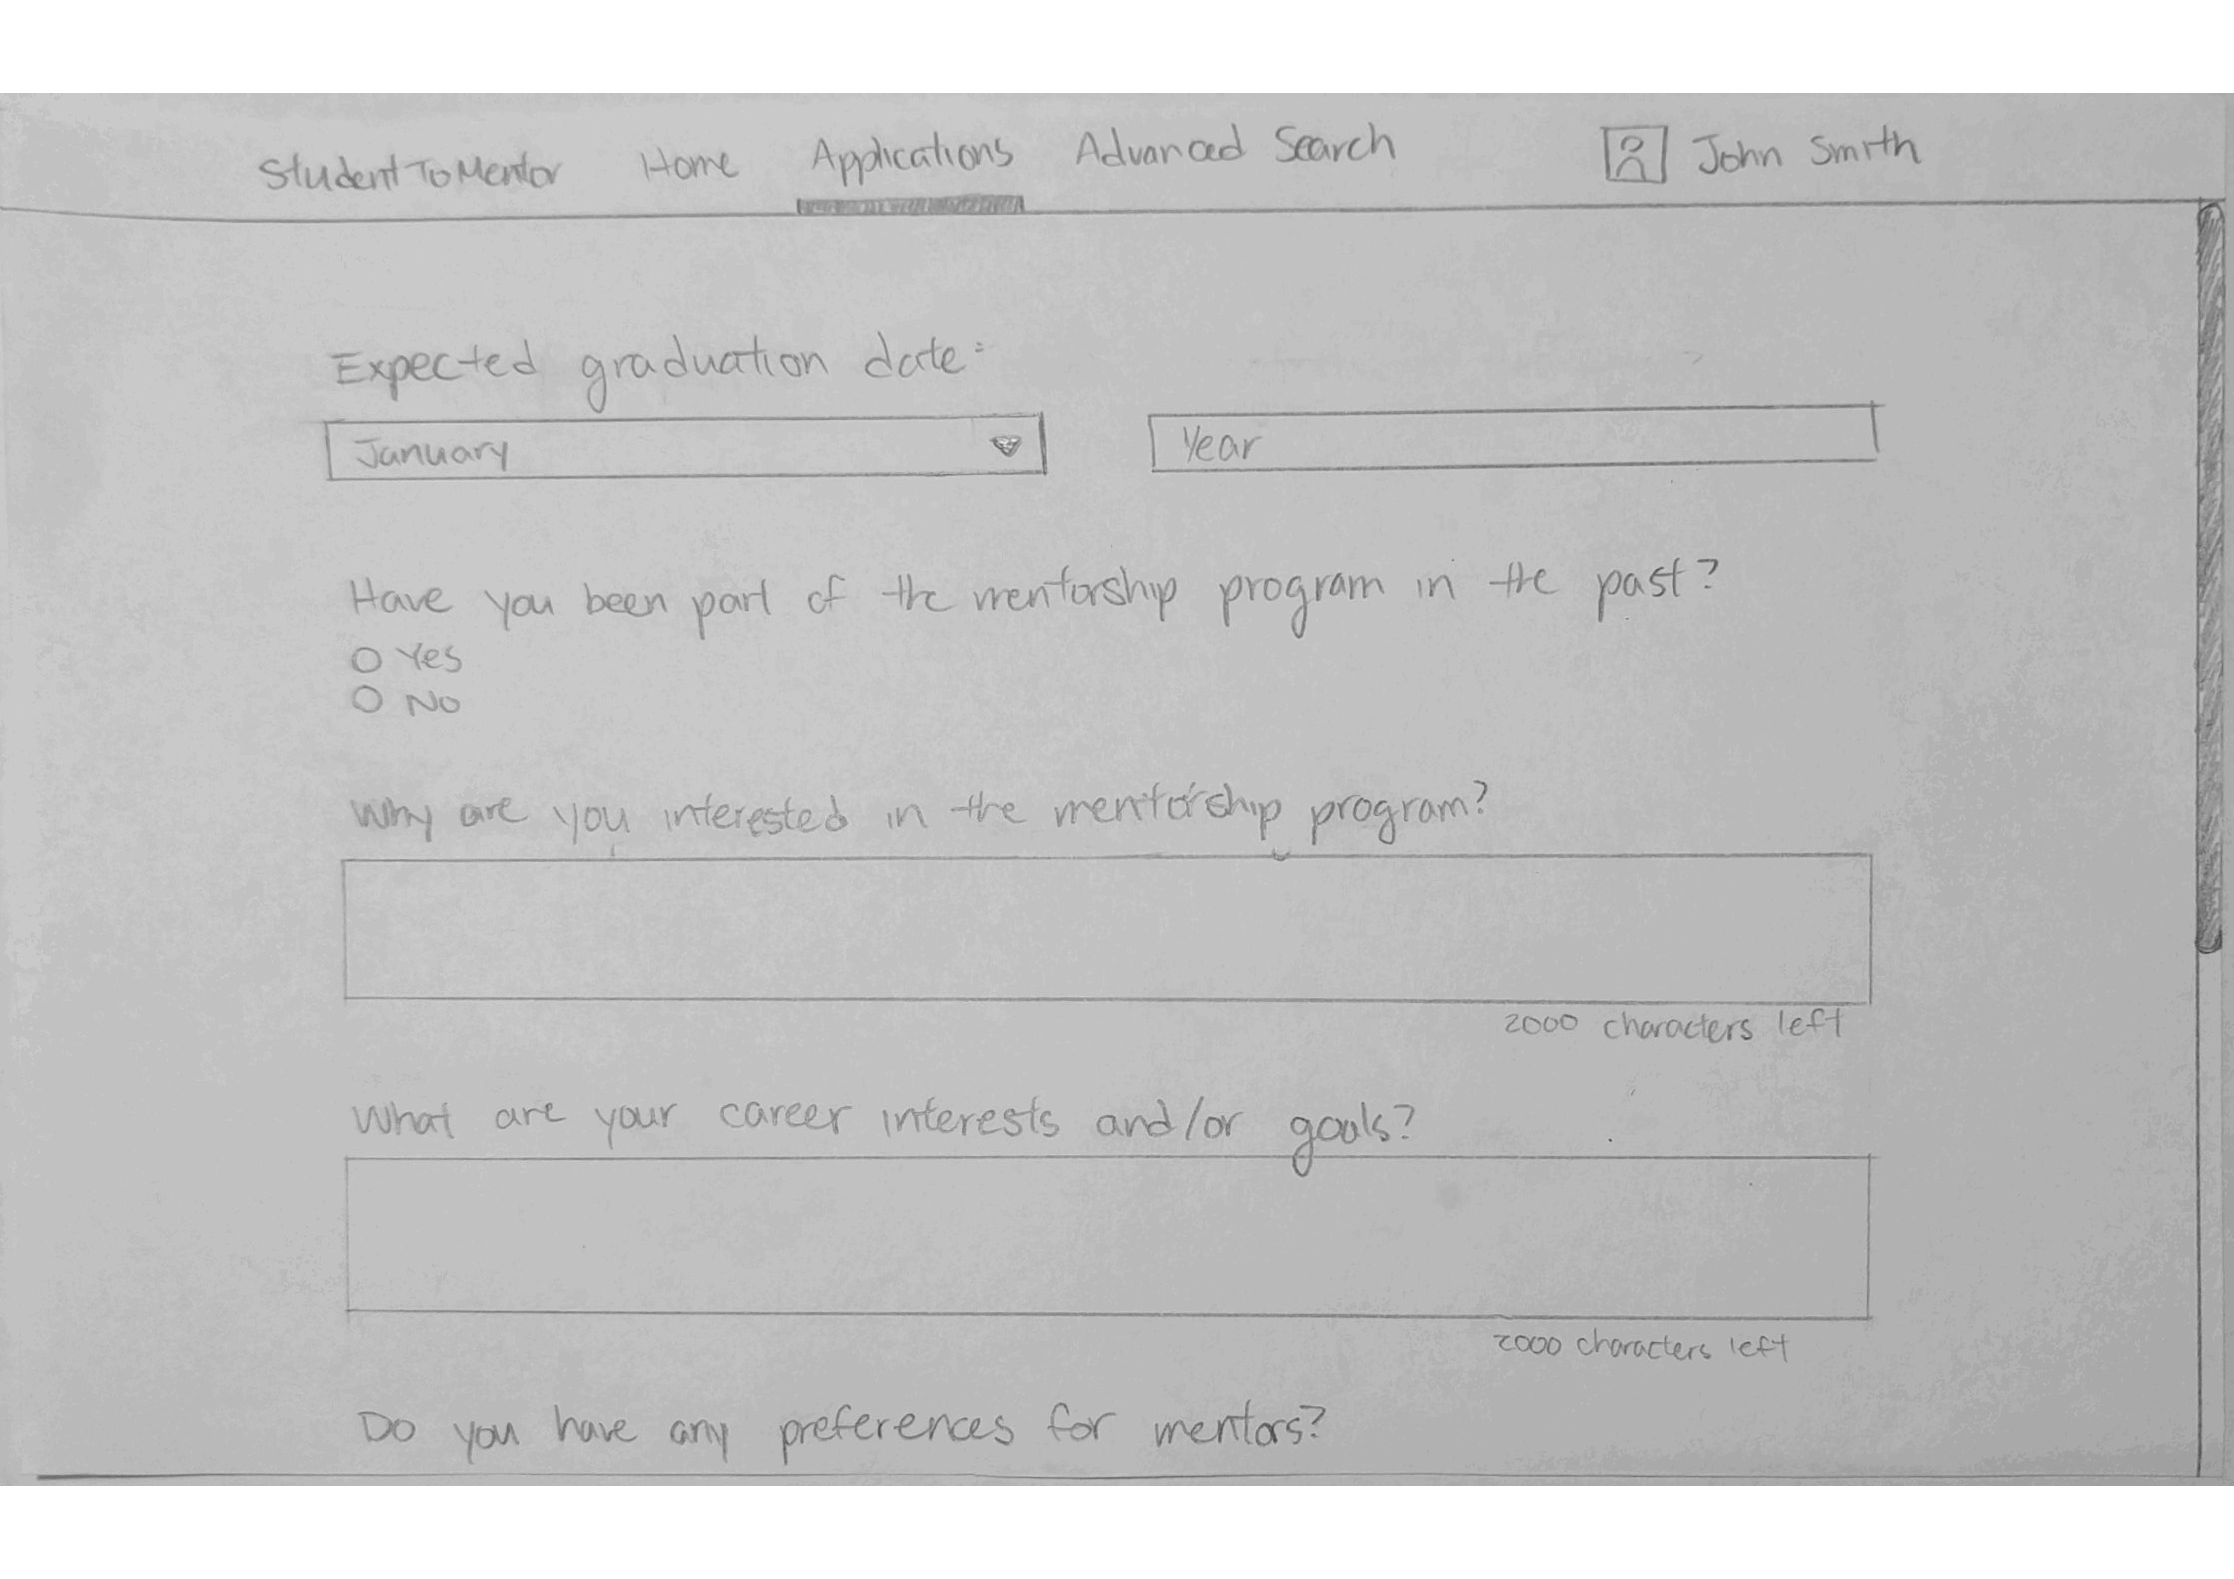 StudentToMentor Home Applications Advanced Search John Smith
Expected graduation date:
January Year
Have you been part of the mentorship program in the past?
Yes
No
Why are you interested in the mentorship program?
2000 characters left
What are your career interests and/or goals?
2000 characters left
Do you have any preferences for mentors?